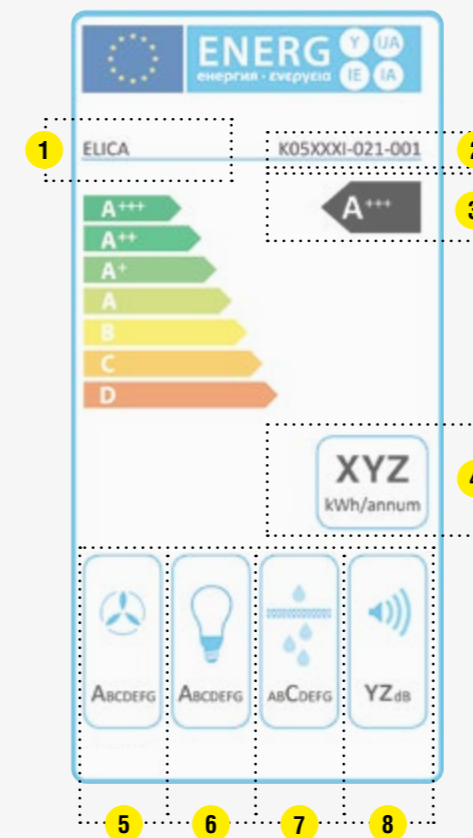 ENERG Y UA
енергия · ενεργεια IE IA
1 ELICA K05XXXI-021-001 2
A+++ A+++ 3
A++
A+
A
B
C
D
XYZ
kWh/annum 4
ABCDEFG ABCDEFG ABCDEFG YZdB
5 6 7 8